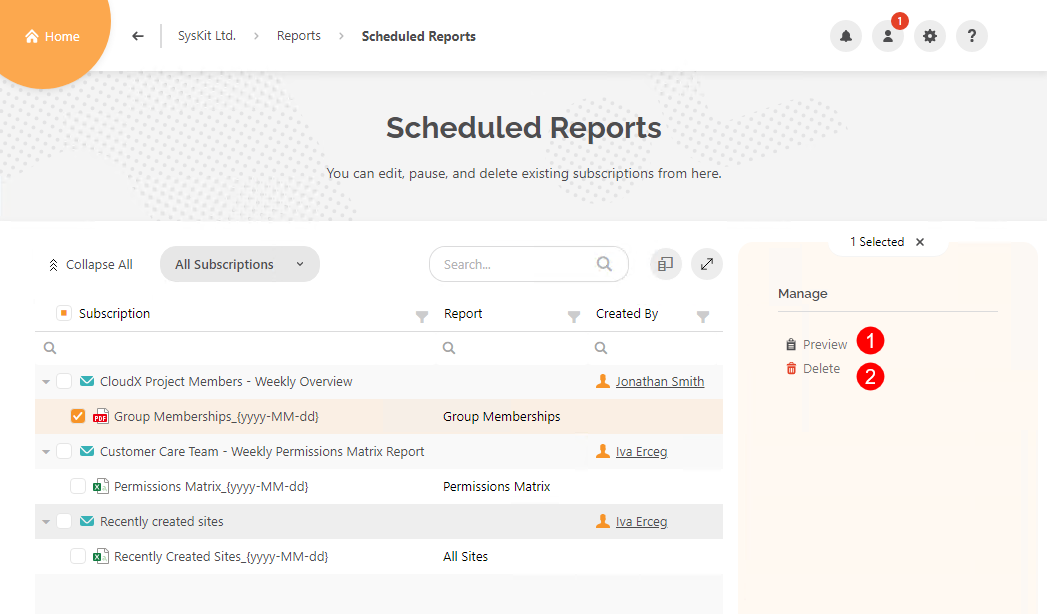 Home
SysKit Ltd. > Reports > Scheduled Reports
1
?
Scheduled Reports
You can edit, pause, and delete existing subscriptions from here.
Collapse All
All Subscriptions
Search...
1 Selected ×
Manage
1
Preview
2
Delete
Subscription Report Created By
CloudX Project Members - Weekly Overview Jonathan Smith
PDF Group Memberships_{yyyy-MM-dd} Group Memberships
Customer Care Team - Weekly Permissions Matrix Report Iva Erceg
Permissions Matrix_{yyyy-MM-dd} Permissions Matrix
Recently created sites Iva Erceg
Recently Created Sites_{yyyy-MM-dd} All Sites